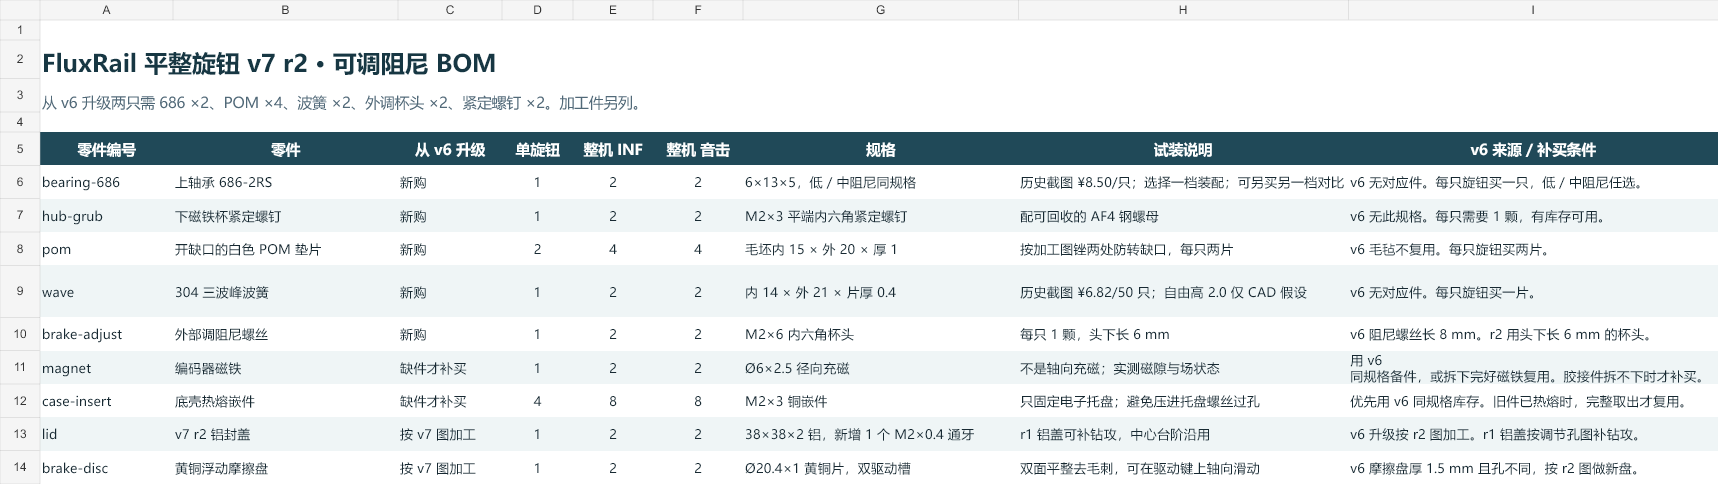 A B C D E F G H I
1
2 FluxRail 平整旋钮 v7 r2 • 可调阻尼 BOM
3 从 v6 升级两只需 686 ×2、POM ×4、波簧 ×2、外调杯头 ×2、紧定螺钉 ×2。加工件另列。
4
5 零件编号 零件 从 v6 升级 单旋钮 整机 INF 整机 音击 规格 试装说明 v6 来源 / 补买条件
6 bearing-686 上轴承 686-2RS 新购 1 2 2 6×13×5，低 / 中阻尼同规格 历史截图 ¥8.50/只；选择一档装配；可另买另一档对比 v6 无对应件。每只旋钮买一只，低 / 中阻尼任选。
7 hub-grub 下磁铁杯紧定螺钉 新购 1 2 2 M2×3 平端内六角紧定螺钉 配可回收的 AF4 钢螺母 v6 无此规格。每只需要 1 颗，有库存可用。
8 pom 开缺口的白色 POM 垫片 新购 2 4 4 毛坯内 15 × 外 20 × 厚 1 按加工图锉两处防转缺口，每只两片 v6 毛毡不复用。每只旋钮买两片。
9 wave 304 三波峰波簧 新购 1 2 2 内 14 × 外 21 × 片厚 0.4 历史截图 ¥6.82/50 只；自由高 2.0 仅 CAD 假设 v6 无对应件。每只旋钮买一片。
10 brake-adjust 外部调阻尼螺丝 新购 1 2 2 M2×6 内六角杯头 每只 1 颗，头下长 6 mm v6 阻尼螺丝长 8 mm。r2 用头下长 6 mm 的杯头。
11 magnet 编码器磁铁 缺件才补买 1 2 2 Ø6×2.5 径向充磁 不是轴向充磁；实测磁隙与场状态 用 v6
同规格备件，或拆下完好磁铁复用。胶接件拆不下时才补买。
12 case-insert 底壳热熔嵌件 缺件才补买 4 8 8 M2×3 铜嵌件 只固定电子托盘；避免压进托盘螺丝过孔 优先用 v6 同规格库存。旧件已热熔时，完整取出才复用。
13 lid v7 r2 铝封盖 按 v7 图加工 1 2 2 38×38×2 铝，新增 1 个 M2×0.4 通牙 r1 铝盖可补钻攻，中心台阶沿用 v6 升级按 r2 图加工。r1 铝盖按调节孔图补钻攻。
14 brake-disc 黄铜浮动摩擦盘 按 v7 图加工 1 2 2 Ø20.4×1 黄铜片，双驱动槽 双面平整去毛刺，可在驱动键上轴向滑动 v6 摩擦盘厚 1.5 mm 且孔不同，按 r2 图做新盘。